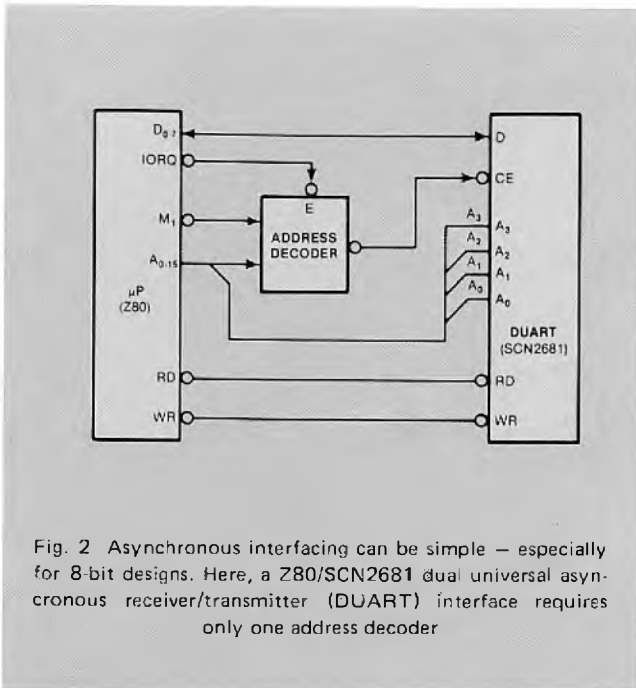 D0-7
IORQ
M1
A0-15
µP
(Z80)
RD
WR
E
ADDRESS
DECODER
D
CE
A3 A3
A2 A2
A1 A1
A0 A0
DUART
(SCN2681)
RD
WR
Fig. 2 Asynchronous interfacing can be simple — especially
for 8-bit designs. Here, a Z80/SCN2681 dual universal asyn-
cronous receiver/transmitter (DUART) interface requires
only one address decoder